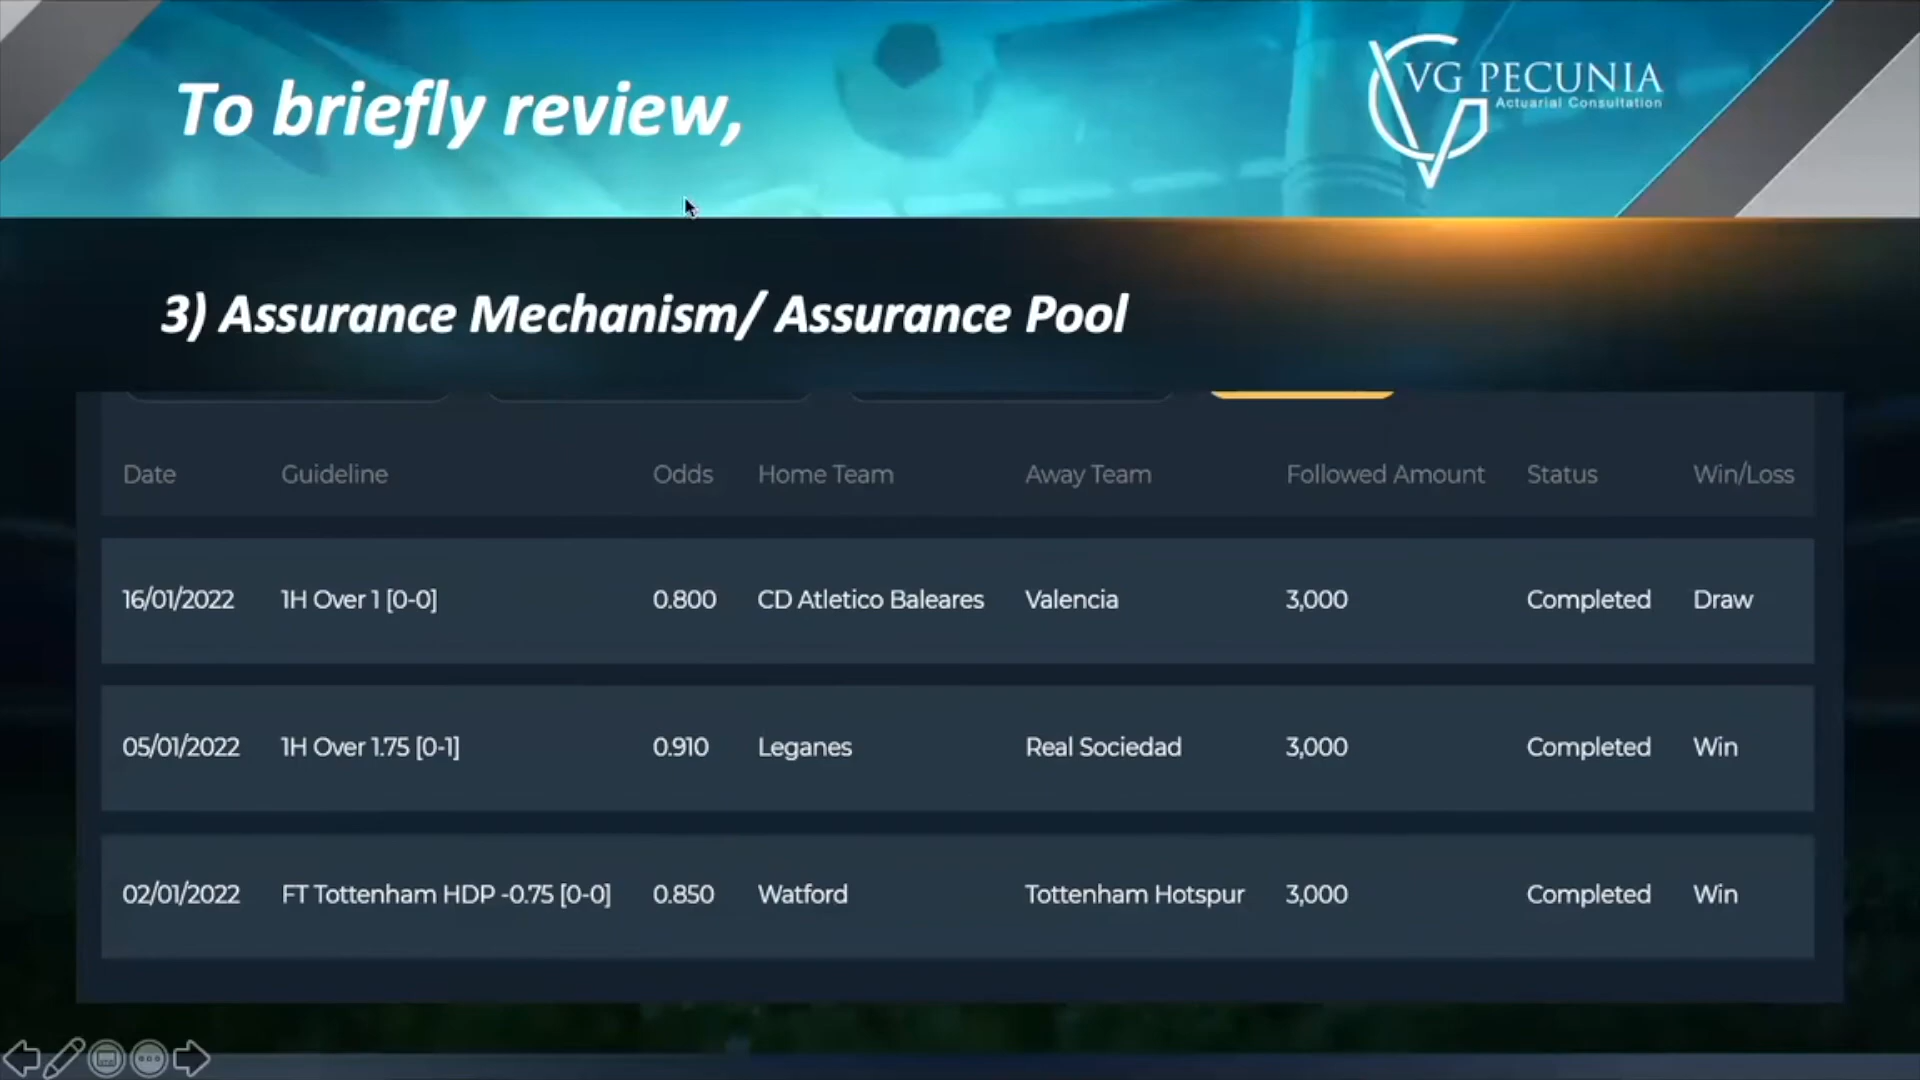 To briefly review,
VG PECUNIA
Actuarial Consultation
3) Assurance Mechanism/ Assurance Pool
Date Guideline Odds Home Team Away Team Followed Amount Status Win/Loss
16/01/2022 1H Over 1 [0-0] 0.800 CD Atletico Baleares Valencia 3,000 Completed Draw
05/01/2022 1H Over 1.75 [0-1] 0.910 Leganes Real Sociedad 3,000 Completed Win
02/01/2022 FT Tottenham HDP -0.75 [0-0] 0.850 Watford Tottenham Hotspur 3,000 Completed Win